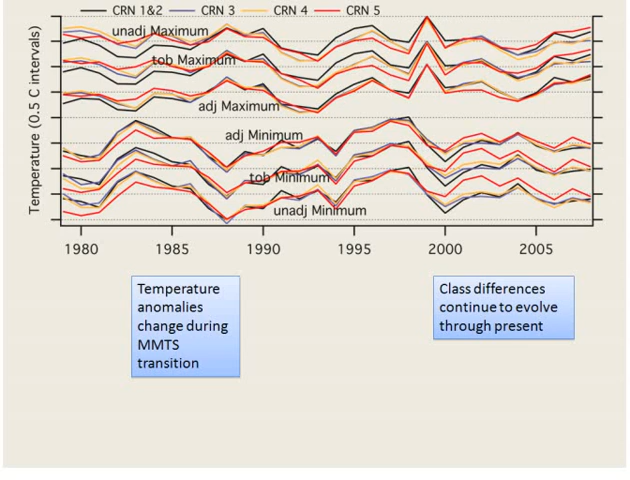 CRN 1&2 CRN 3 CRN 4 CRN 5
Temperature (0.5 C intervals)
unadj Maximum
tob Maximum
adj Maximum
adj Minimum
tob Minimum
unadj Minimum
1980 1985 1990 1995 2000 2005
Temperature
anomalies
change during
MMTS
transition
Class differences
continue to evolve
through present